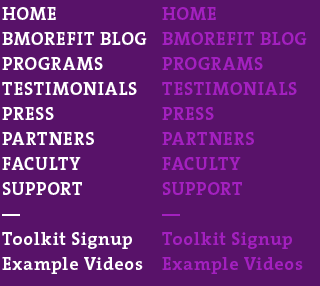 HOME HOME
BMOREFIT BLOG BMOREFIT BLOG
PROGRAMS PROGRAMS
TESTIMONIALS TESTIMONIALS
PRESS PRESS
PARTNERS PARTNERS
FACULTY FACULTY
SUPPORT SUPPORT
— —
Toolkit Signup Toolkit Signup
Example Videos Example Videos